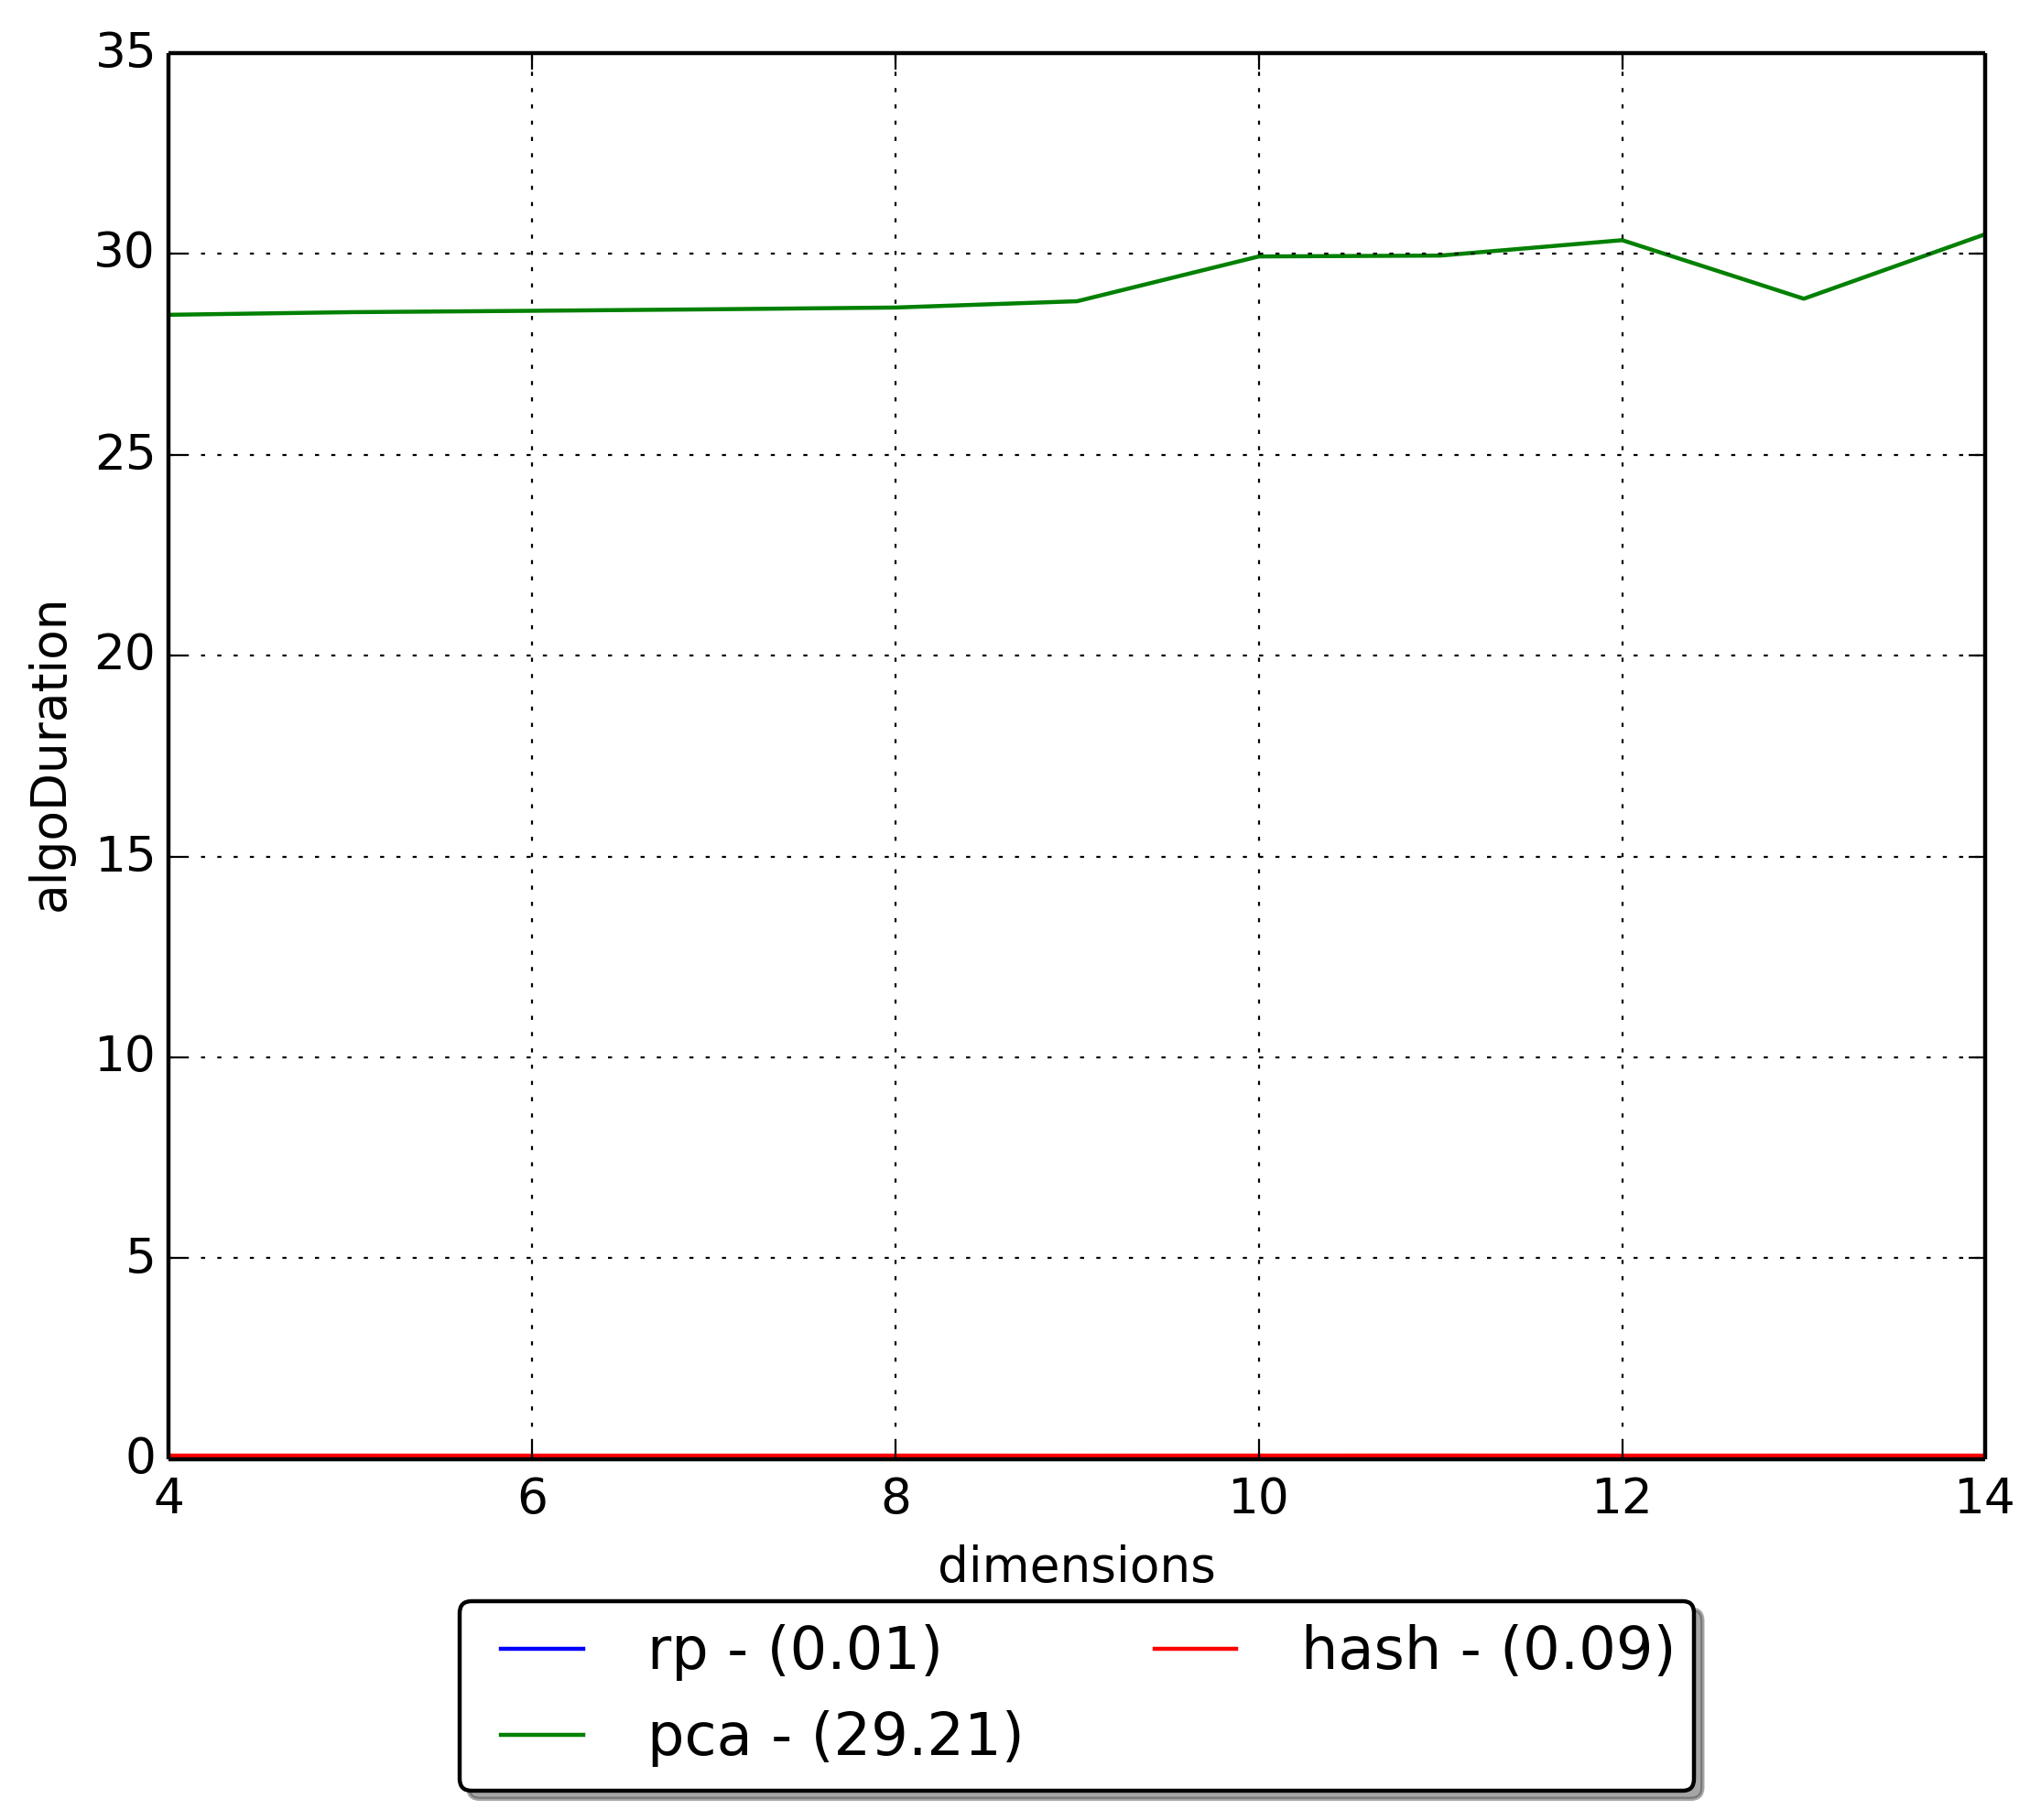 35
30
25
20
15
10
5
0
algoDuration
4 6 8 10 12 14
dimensions
rp - (0.01) hash - (0.09)
pca - (29.21)